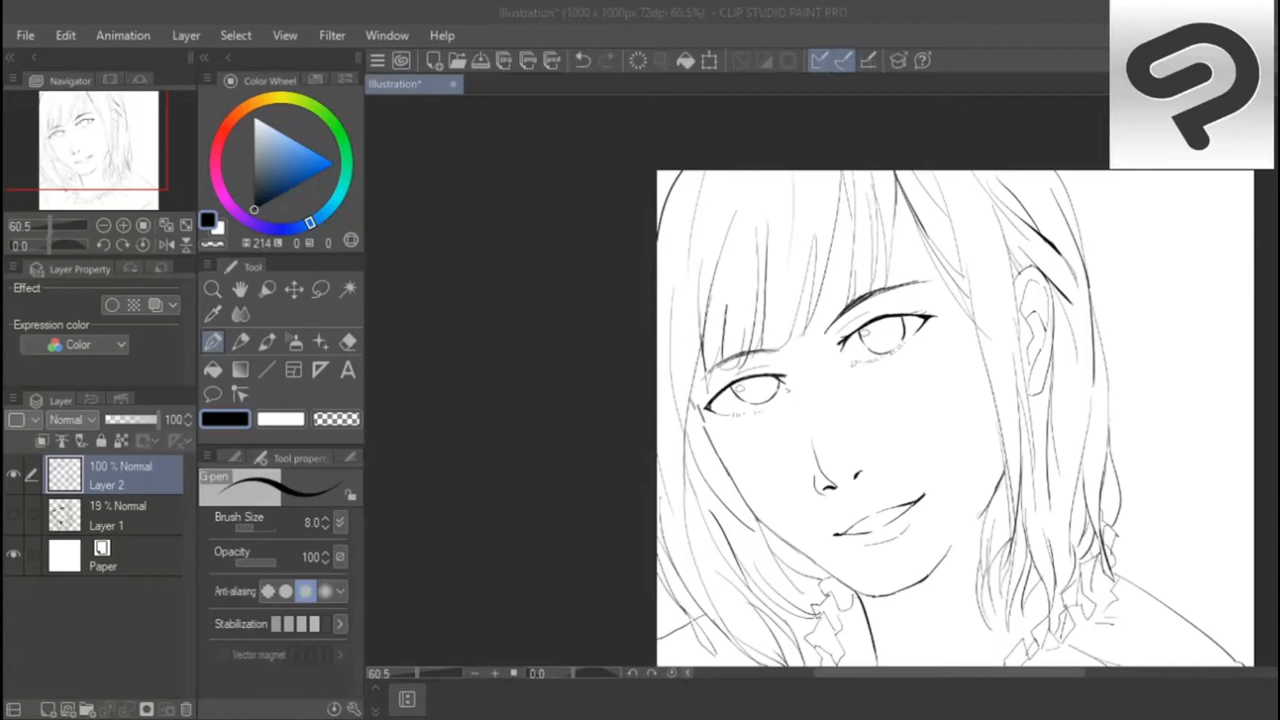 Illustration* (1000 x 1000px 72dpi 60.5%) - CLIP STUDIO PAINT PRO
File Edit Animation Layer Select View Filter Window Help
Navigator
Color Wheel
Illustration*
60.5
0.0
214 0 0
Layer Property
Tool
Effect
Expression color
Color
Layer
Normal 100
100 % Normal
Layer 2
19 % Normal
Layer 1
Paper
Tool propert
G-pen
Brush Size 8.0
Opacity 100
Anti-aliasing
Stabilization
Vector magnet
60.5 0.0